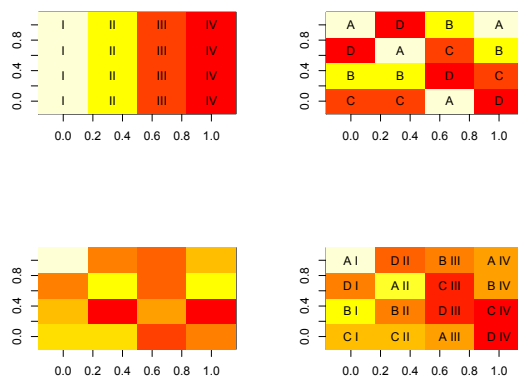 I II III IV
I II III IV
I II III IV
I II III IV
0.0 0.4 0.8
0.0 0.2 0.4 0.6 0.8 1.0
A D B A
D A C B
B B D C
C C A D
0.0 0.4 0.8
0.0 0.2 0.4 0.6 0.8 1.0
0.0 0.4 0.8
0.0 0.2 0.4 0.6 0.8 1.0
A I D II B III A IV
D I A II C III B IV
B I B II D III C IV
C I C II A III D IV
0.0 0.4 0.8
0.0 0.2 0.4 0.6 0.8 1.0